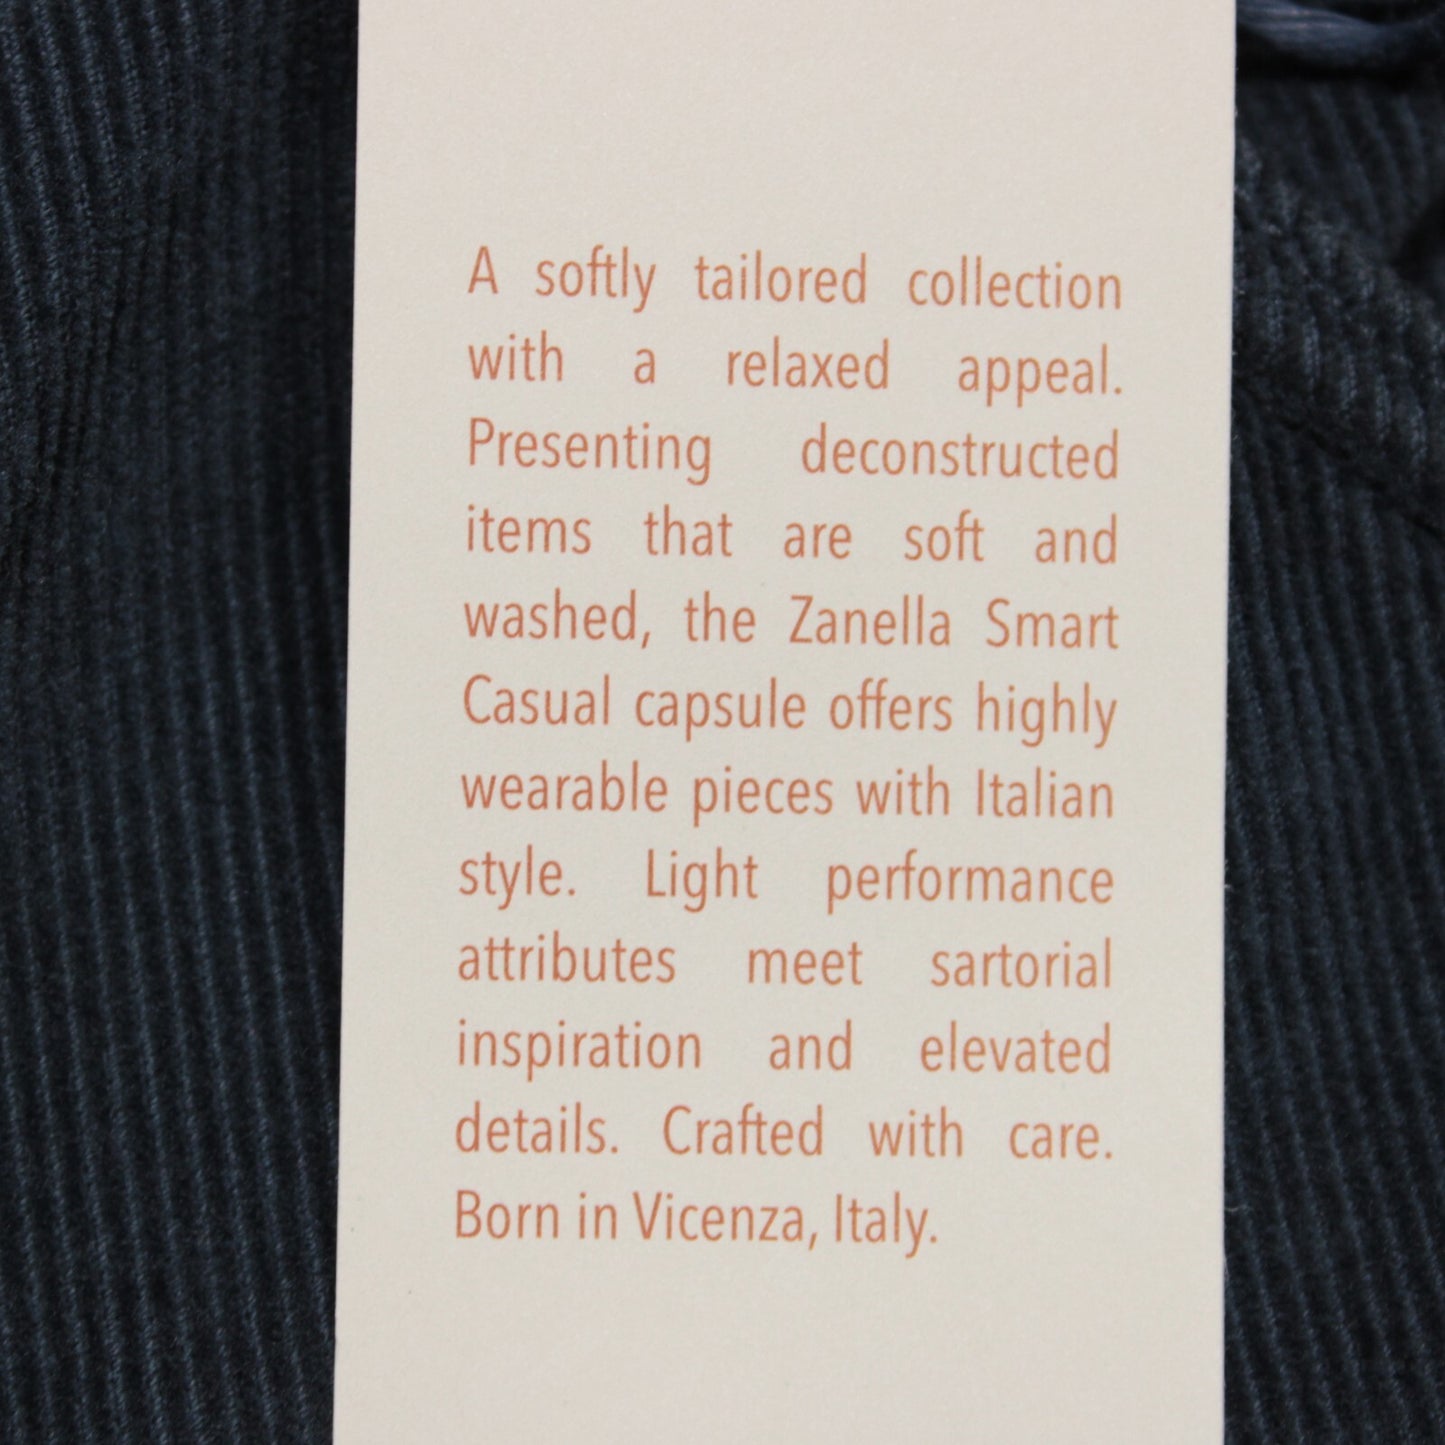 A softly tailored collection
with a relaxed appeal.
Presenting deconstructed
items that are soft and
washed, the Zanella Smart
Casual capsule offers highly
wearable pieces with Italian
style. Light performance
attributes meet sartorial
inspiration and elevated
details. Crafted with care.
Born in Vicenza, Italy.